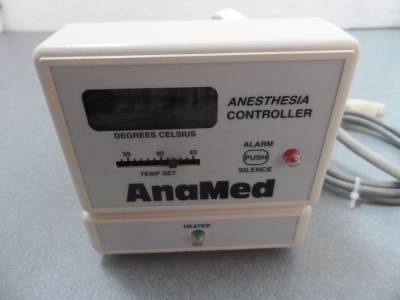 ANESTHESIA
CONTROLLER
DEGREES CELSIUS
35 40 45
TEMP SET
ALARM
PUSH
SILENCE
AnaMed
HEATER